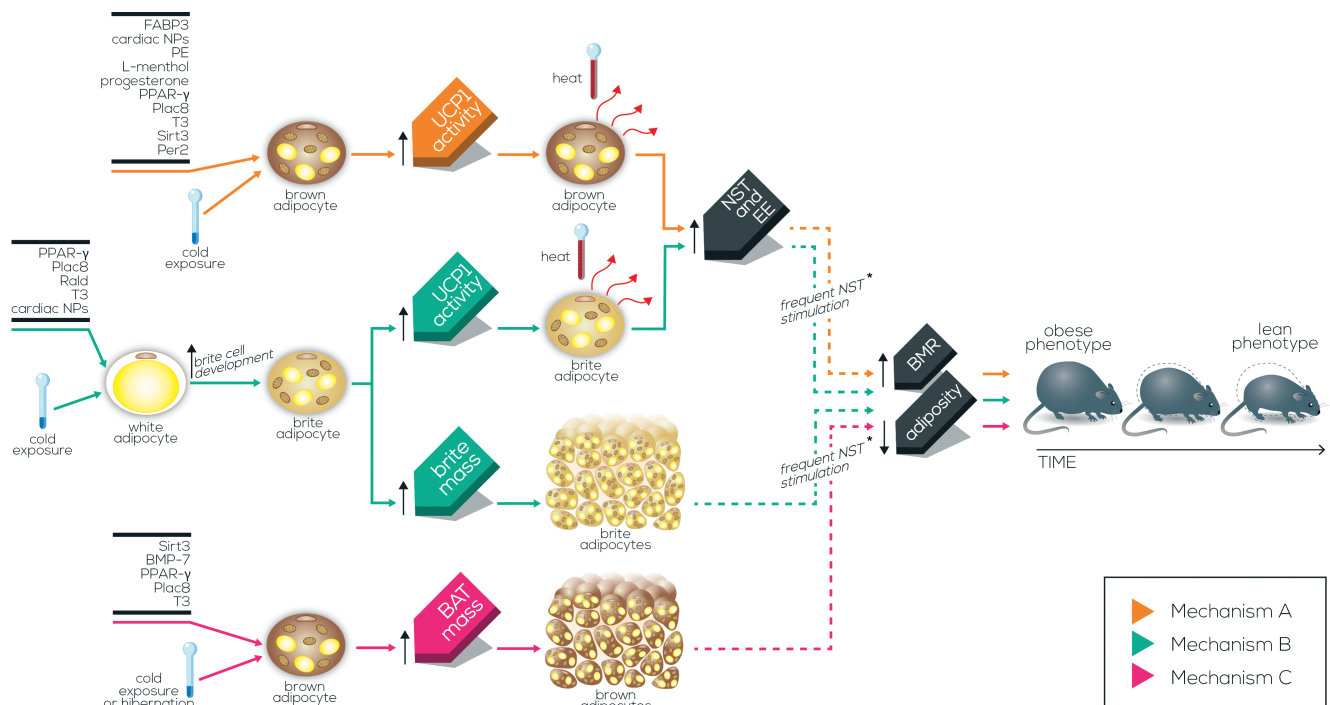 FABP3
cardiac NPs
PE
L-menthol
progesterone
PPAR-γ
Plac8
T3
Sirt3
Per2
cold
exposure
brown
adipocyte
UCP1
activity
heat
brown
adipocyte
NST
and
EE
PPAR-γ
Plac8
Rald
T3
cardiac NPs
cold
exposure
white
adipocyte
brite cell
development
brite
adipocyte
UCP1
activity
heat
brite
adipocyte
brite
mass
brite
adipocytes
frequent NST*
stimulation
frequent NST*
stimulation
BMR
adiposity
obese
phenotype
lean
phenotype
TIME
Sirt3
BMP-7
PPAR-γ
Plac8
T3
cold
exposure
or hibernation
brown
adipocyte
BAT
mass
brown
adipocytes
Mechanism A
Mechanism B
Mechanism C